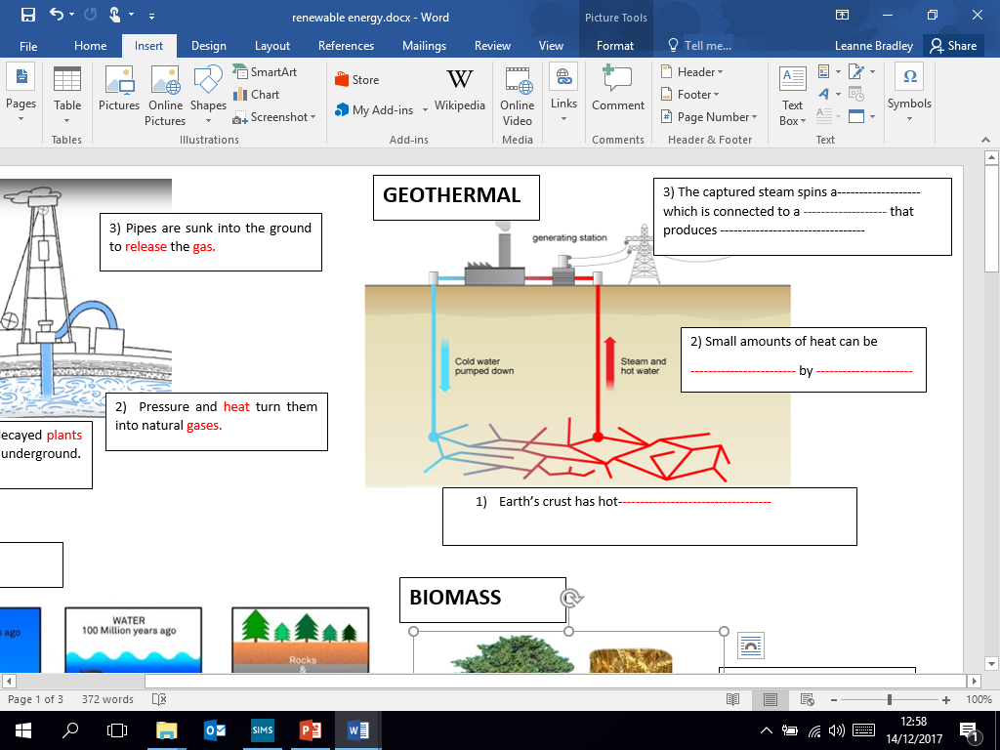 renewable energy.docx - Word
Picture Tools
File
Home
Insert
Design
Layout
References
Mailings
Review
View
Format
Tell me...
Leanne Bradley
Share
Pages
Table
Pictures
Online
Pictures
Shapes
SmartArt
Chart
Screenshot
Store
My Add-ins
Wikipedia
Online
Video
Links
Comment
Header
Footer
Page Number
Text
Box
Symbols
Tables
Illustrations
Add-ins
Media
Comments
Header & Footer
Text
3) Pipes are sunk into the ground
to release the gas.
2) Pressure and heat turn them
into natural gases.
decayed plants
underground.
GEOTHERMAL
3) The captured steam spins a-------------------
which is connected to a ------------------- that
produces ---------------------------------
generating station
Cold water
pumped down
Steam and
hot water
2) Small amounts of heat can be
------------------------ by ----------------------
1) Earth's crust has hot-----------------------------------
BIOMASS
s ago
WATER
100 Million years ago
Rocks
&
Page 1 of 3
372 words
100%
SIMS
12:58
14/12/2017
1